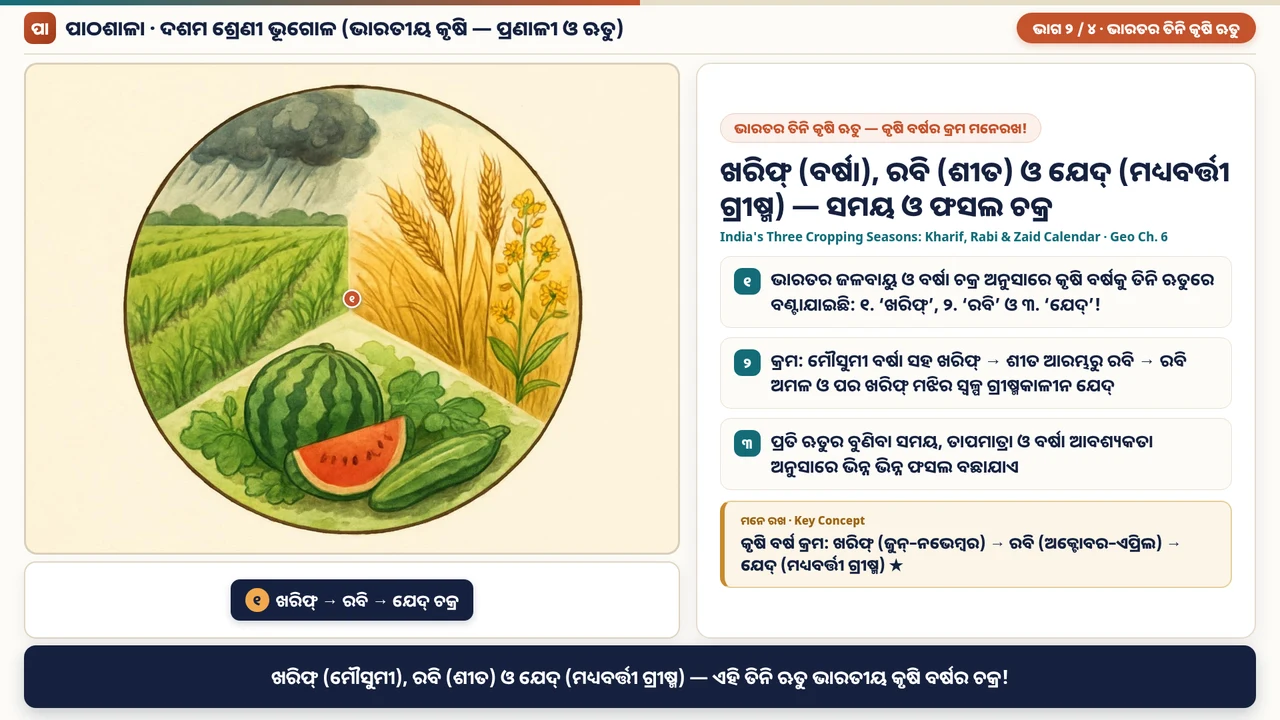 ପା
ପାଠଶାଳା · ଦଶମ ଶ୍ରେଣୀ ଭୂଗୋଳ (ଭାରତୀୟ କୃଷି — ପ୍ରଣାଳୀ ଓ ଋତୁ)
ଭାଗ ୨ / ୪ · ଭାରତର ତିନି କୃଷି ଋତୁ
୧
୧ ଖରିଫ୍ → ରବି → ଯେଦ୍ ଚକ୍ର
ଭାରତର ତିନି କୃଷି ଋତୁ — କୃଷି ବର୍ଷର କ୍ରମ ମନେରଖ!
ଖରିଫ୍ (ବର୍ଷା), ରବି (ଶୀତ) ଓ ଯେଦ୍ (ମଧ୍ୟବର୍ତ୍ତୀ
ଗ୍ରୀଷ୍ମ) — ସମୟ ଓ ଫସଲ ଚକ୍ର
India's Three Cropping Seasons: Kharif, Rabi & Zaid Calendar · Geo Ch. 6
୧ ଭାରତର ଜଳବାୟୁ ଓ ବର୍ଷା ଚକ୍ର ଅନୁସାରେ କୃଷି ବର୍ଷକୁ ତିନି ଋତୁରେ
ବଣ୍ଟାଯାଇଛି: ୧. ‘ଖରିଫ୍’, ୨. ‘ରବି’ ଓ ୩. ‘ଯେଦ୍’!
୨ କ୍ରମ: ମୌସୁମୀ ବର୍ଷା ସହ ଖରିଫ୍ → ଶୀତ ଆରମ୍ଭରୁ ରବି → ରବି
ଅମଳ ଓ ପର ଖରିଫ୍ ମଝିର ସ୍ୱଳ୍ପ ଗ୍ରୀଷ୍ମକାଳୀନ ଯେଦ୍
୩ ପ୍ରତି ଋତୁର ବୁଣିବା ସମୟ, ତାପମାତ୍ରା ଓ ବର୍ଷା ଆବଶ୍ୟକତା
ଅନୁସାରେ ଭିନ୍ନ ଭିନ୍ନ ଫସଲ ବଛାଯାଏ
ମନେ ରଖ · Key Concept
କୃଷି ବର୍ଷ କ୍ରମ: ଖରିଫ୍ (ଜୁନ୍–ନଭେମ୍ବର) → ରବି (ଅକ୍ଟୋବର–ଏପ୍ରିଲ) →
ଯେଦ୍ (ମଧ୍ୟବର୍ତ୍ତୀ ଗ୍ରୀଷ୍ମ) ★
ଖରିଫ୍ (ମୌସୁମୀ), ରବି (ଶୀତ) ଓ ଯେଦ୍ (ମଧ୍ୟବର୍ତ୍ତୀ ଗ୍ରୀଷ୍ମ) — ଏହି ତିନି ଋତୁ ଭାରତୀୟ କୃଷି ବର୍ଷର ଚକ୍ର!